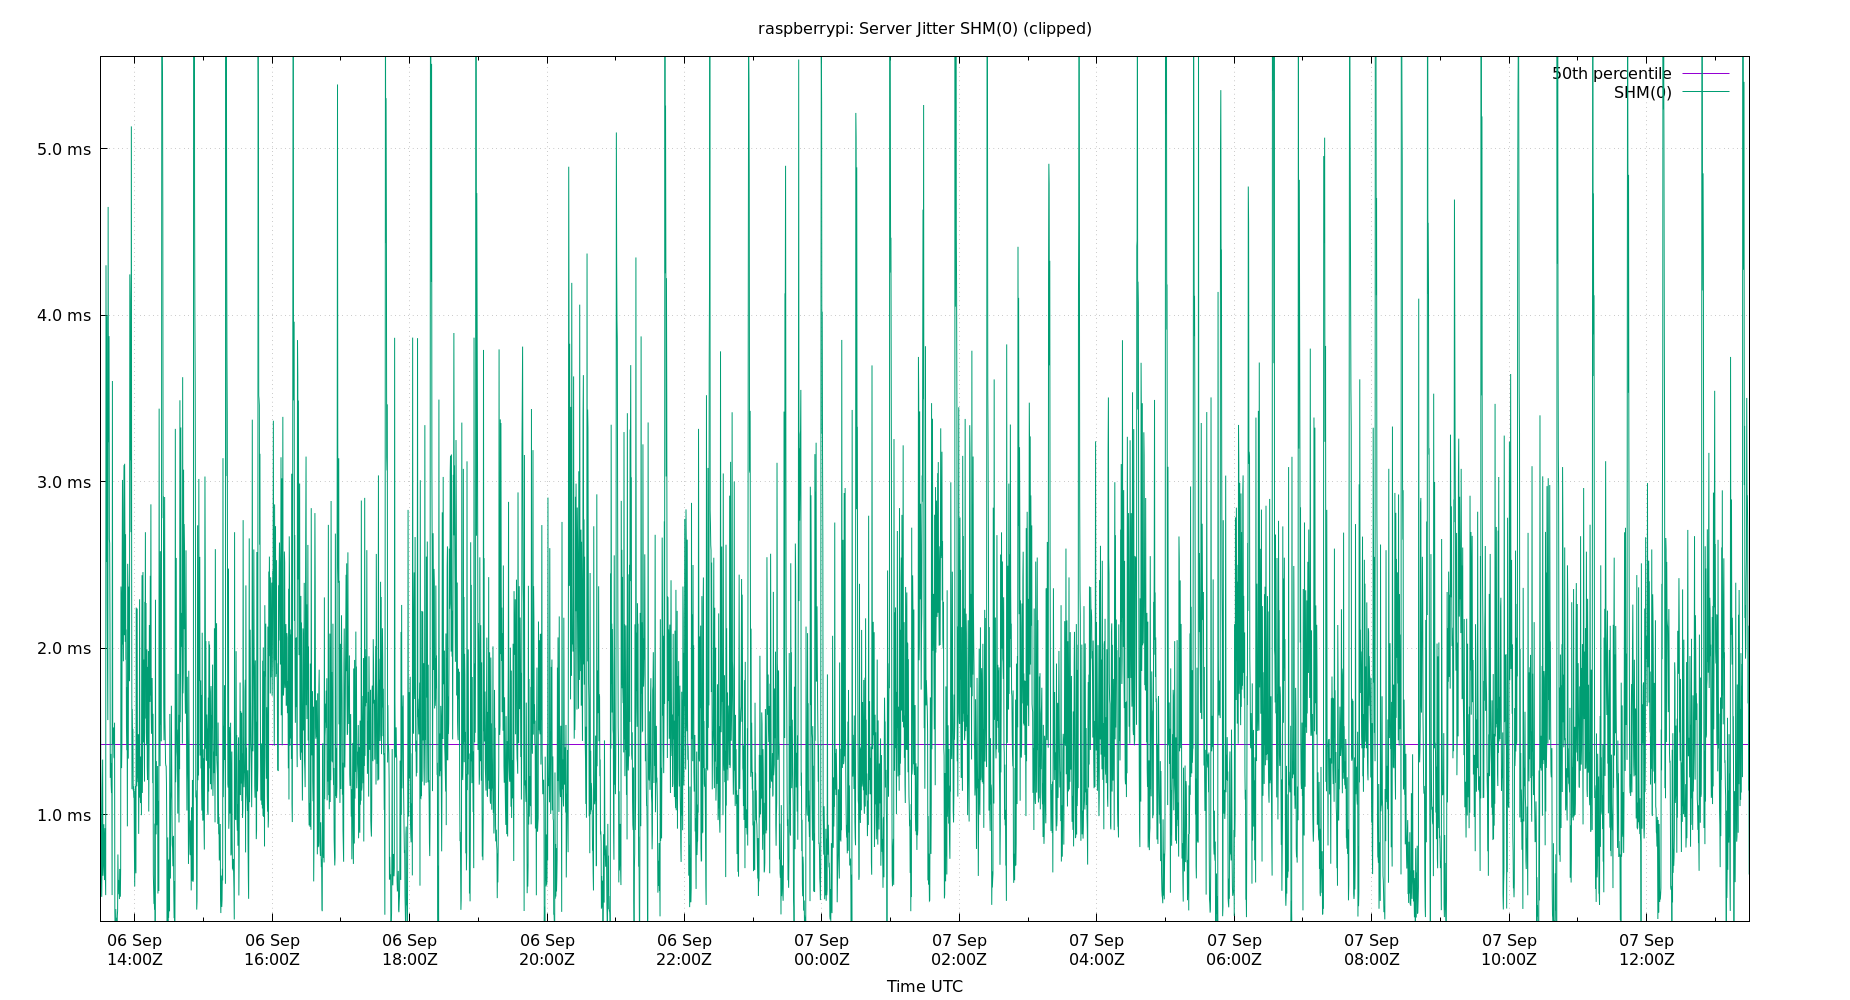 raspberrypi: Server Jitter SHM(0) (clipped)
50th percentile
SHM(0)
5.0 ms
4.0 ms
3.0 ms
2.0 ms
1.0 ms
06 Sep 06 Sep 06 Sep 06 Sep 06 Sep 07 Sep 07 Sep 07 Sep 07 Sep 07 Sep 07 Sep 07 Sep
14:00Z 16:00Z 18:00Z 20:00Z 22:00Z 00:00Z 02:00Z 04:00Z 06:00Z 08:00Z 10:00Z 12:00Z
Time UTC